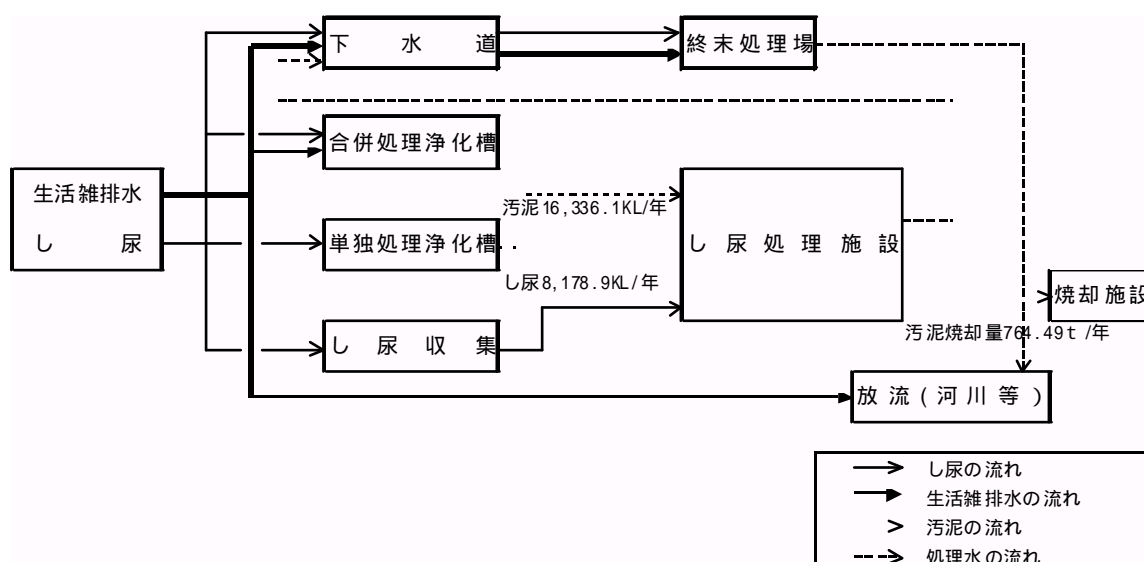 下水道
終末処理場
合併処理浄化槽
生活雑排水
し尿
汚泥16,336.1KL/年
単独処理浄化槽
し尿処理施設
し尿8,178.9KL/年
焼却施設
汚泥焼却量764.49t/年
し尿収集
放流(河川等)
し尿の流れ
生活雑排水の流れ
汚泥の流れ
処理水の流れ